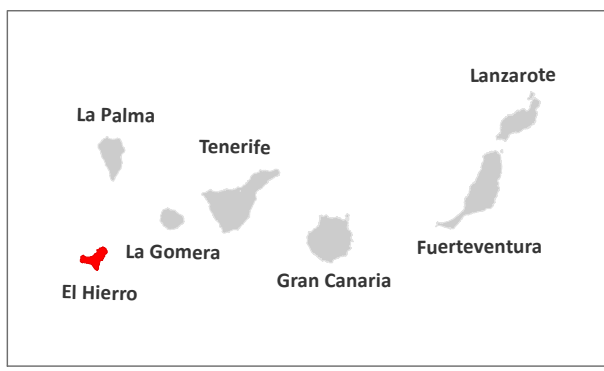 Lanzarote
La Palma
Tenerife
La Gomera
Fuerteventura
Gran Canaria
El Hierro